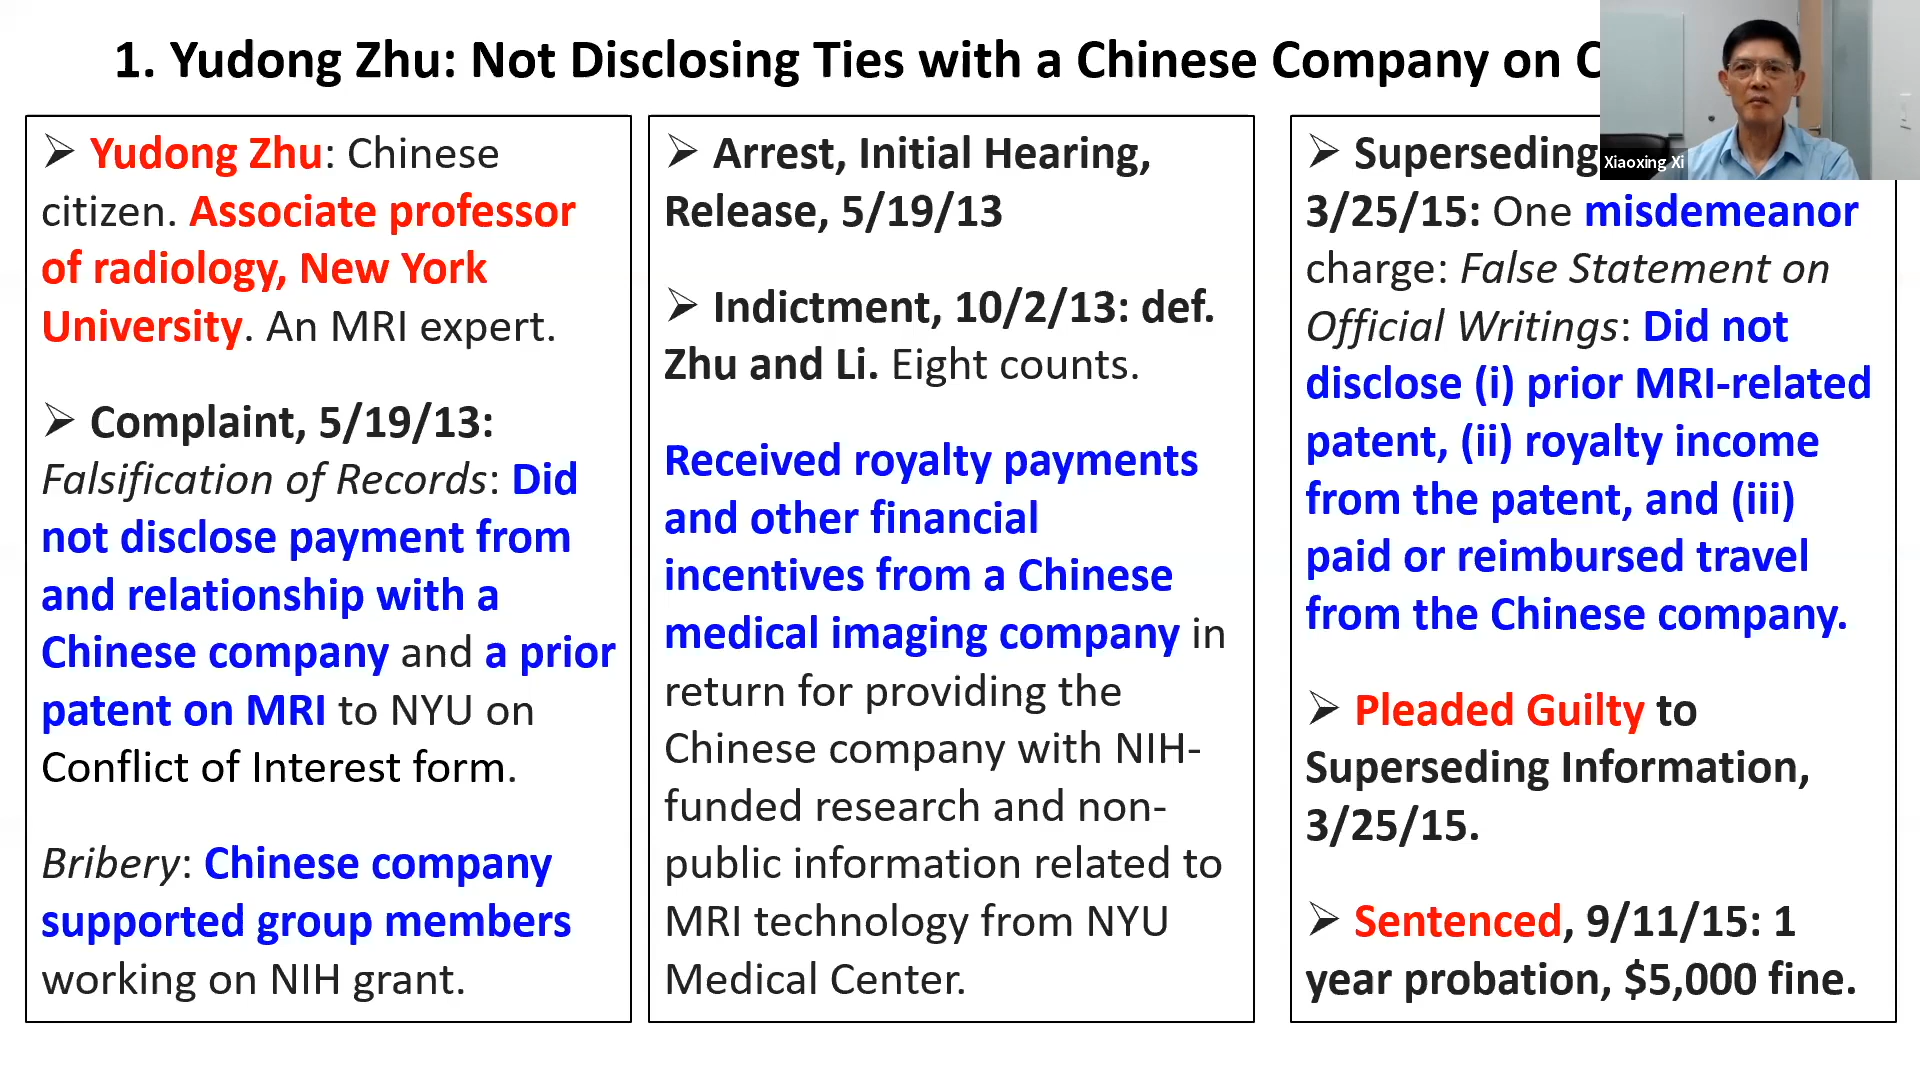 1. Yudong Zhu: Not Disclosing Ties with a Chinese Company on
Xiaoxing Xi
➢ Yudong Zhu: Chinese
citizen. Associate professor
of radiology, New York
University. An MRI expert.
➢ Complaint, 5/19/13:
Falsification of Records: Did
not disclose payment from
and relationship with a
Chinese company and a prior
patent on MRI to NYU on
Conflict of Interest form.
Bribery: Chinese company
supported group members
working on NIH grant.
➢ Arrest, Initial Hearing,
Release, 5/19/13
➢ Indictment, 10/2/13: def.
Zhu and Li. Eight counts.
Received royalty payments
and other financial
incentives from a Chinese
medical imaging company in
return for providing the
Chinese company with NIH-
funded research and non-
public information related to
MRI technology from NYU
Medical Center.
➢ Superseding
3/25/15: One misdemeanor
charge: False Statement on
Official Writings: Did not
disclose (i) prior MRI-related
patent, (ii) royalty income
from the patent, and (iii)
paid or reimbursed travel
from the Chinese company.
➢ Pleaded Guilty to
Superseding Information,
3/25/15.
➢ Sentenced, 9/11/15: 1
year probation, $5,000 fine.